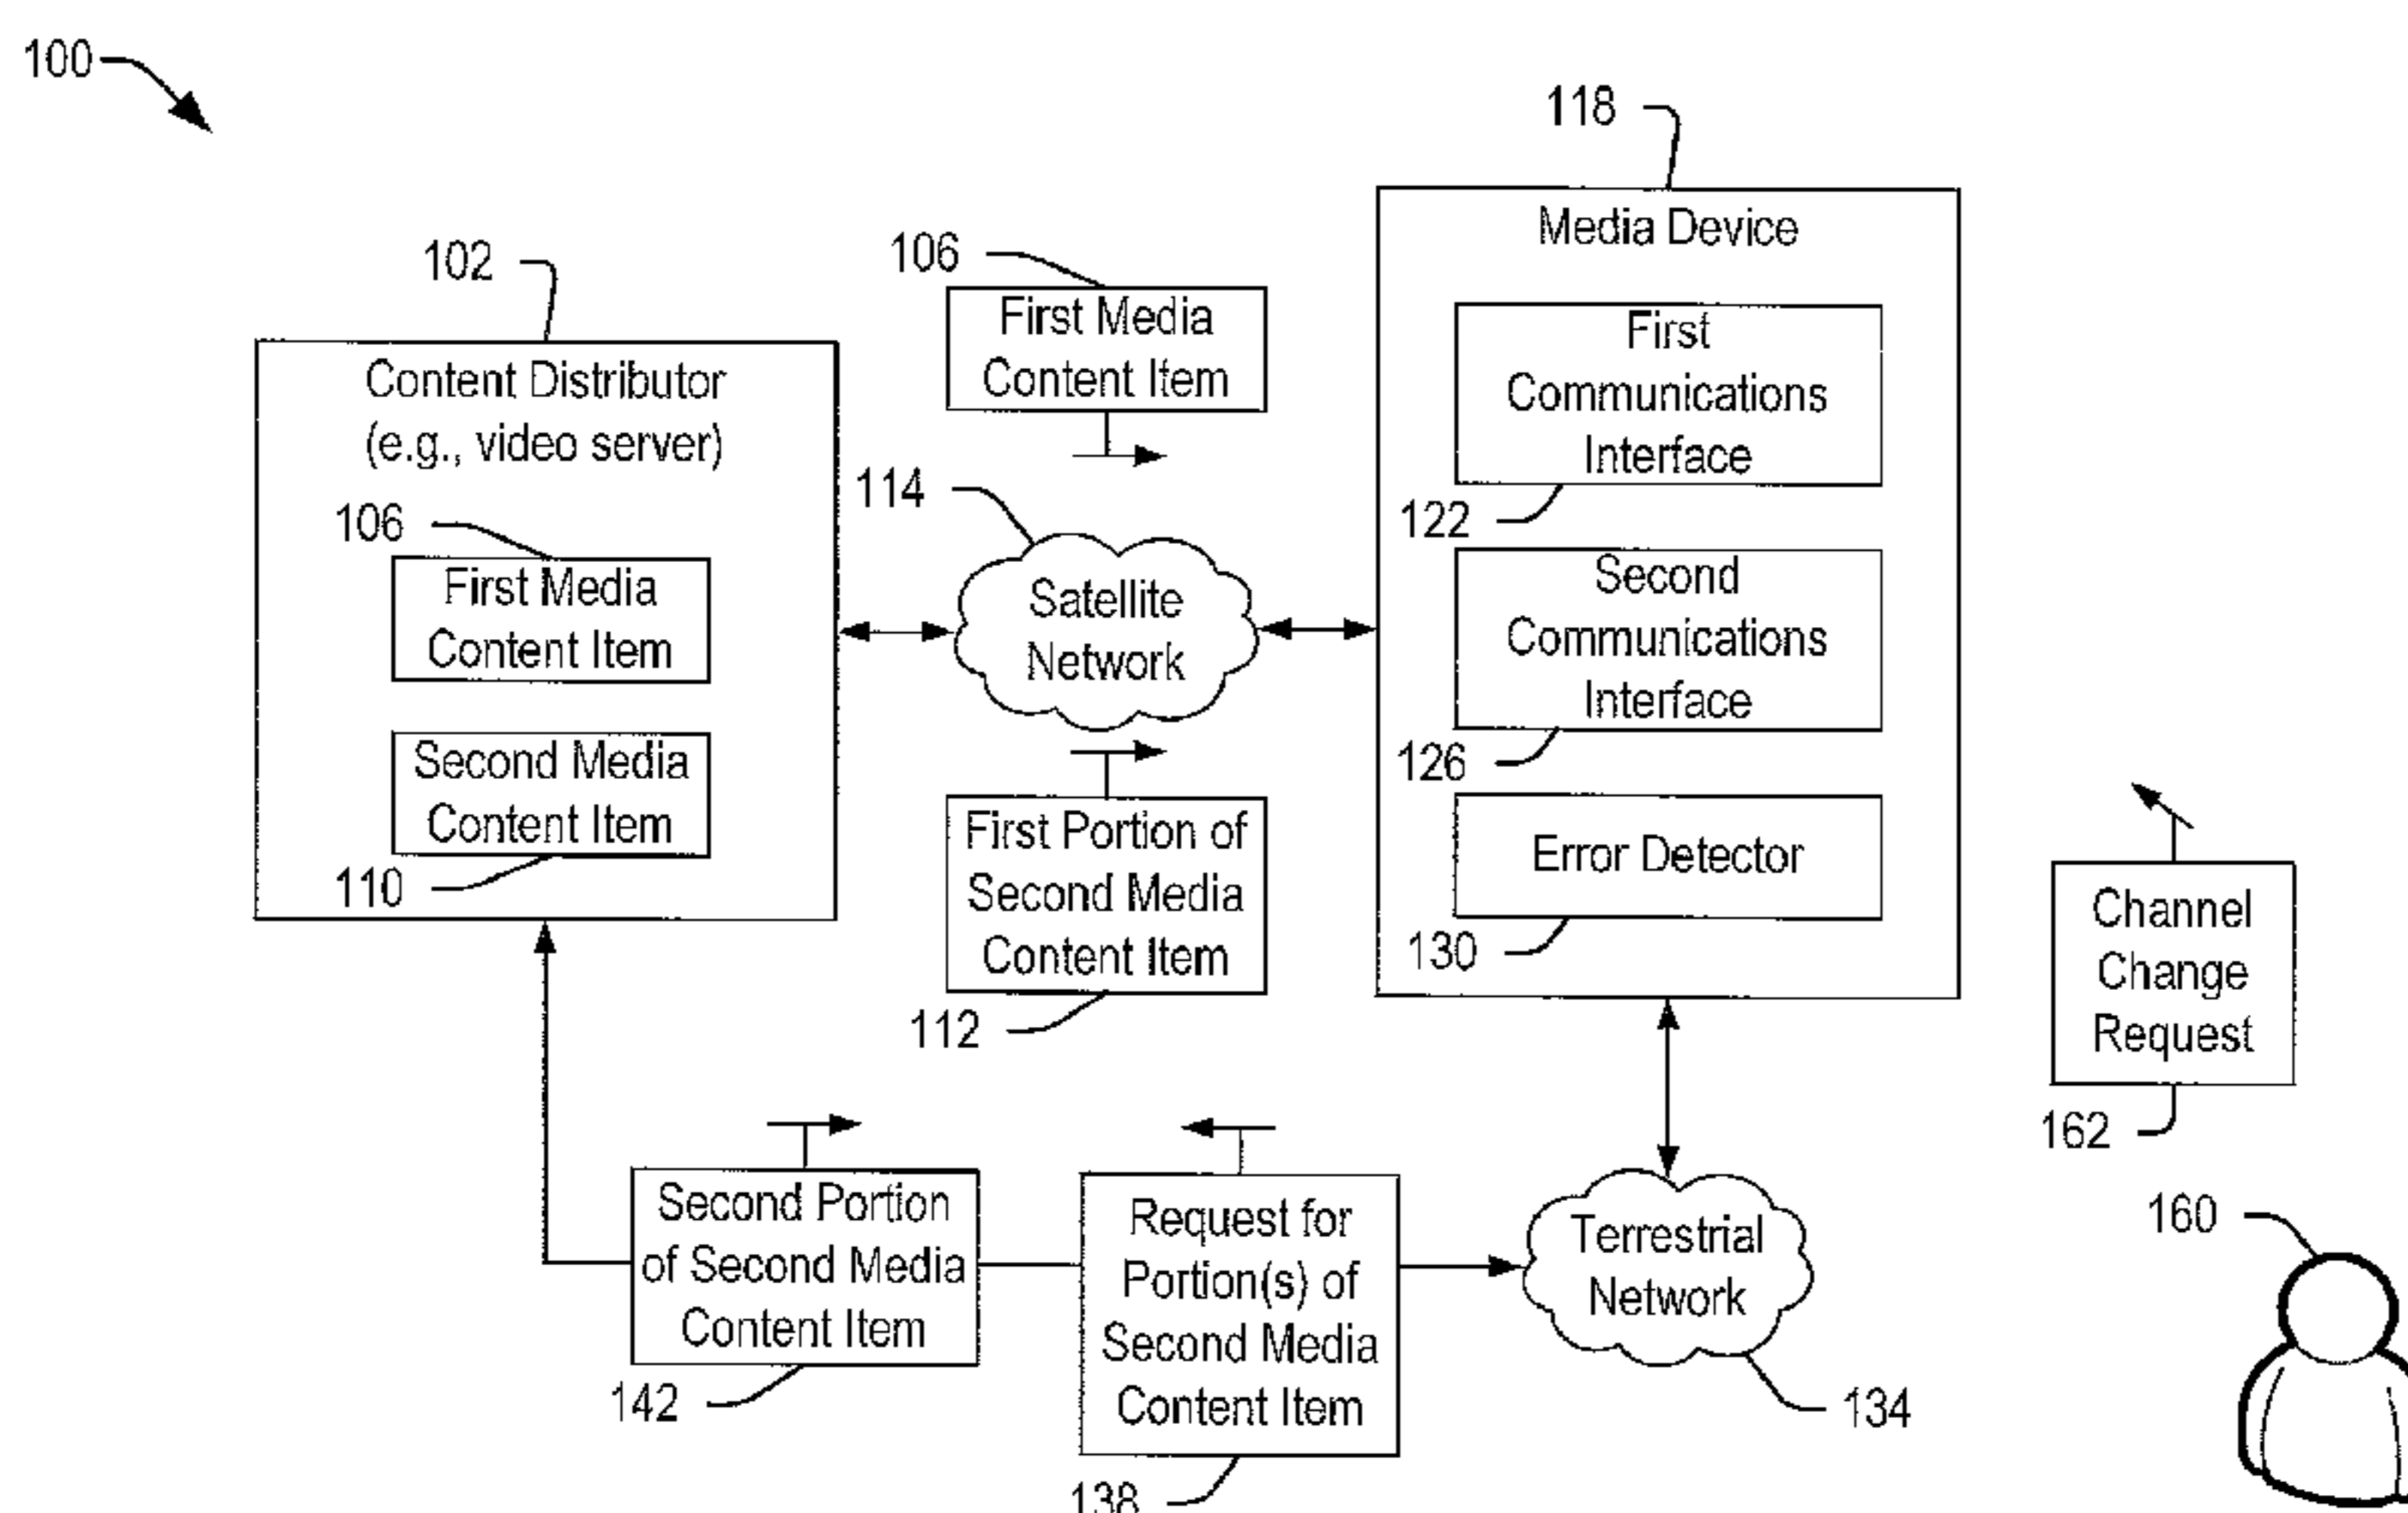 100
118
Media Device
102
106
First Media
Content Item
First
Communications
Interface
122
Content Distributor
(e.g., video server)
106
First Media
Content Item
Second Media
Content Item
110
114
Satellite
Network
Second
Communications
Interface
126
First Portion of
Second Media
Content Item
112
Error Detector
130
Channel
Change
Request
162
Second Portion
of Second Media
Content Item
142
Request for
Portion(s) of
Second Media
Content Item
138
Terrestrial
Network
134
160